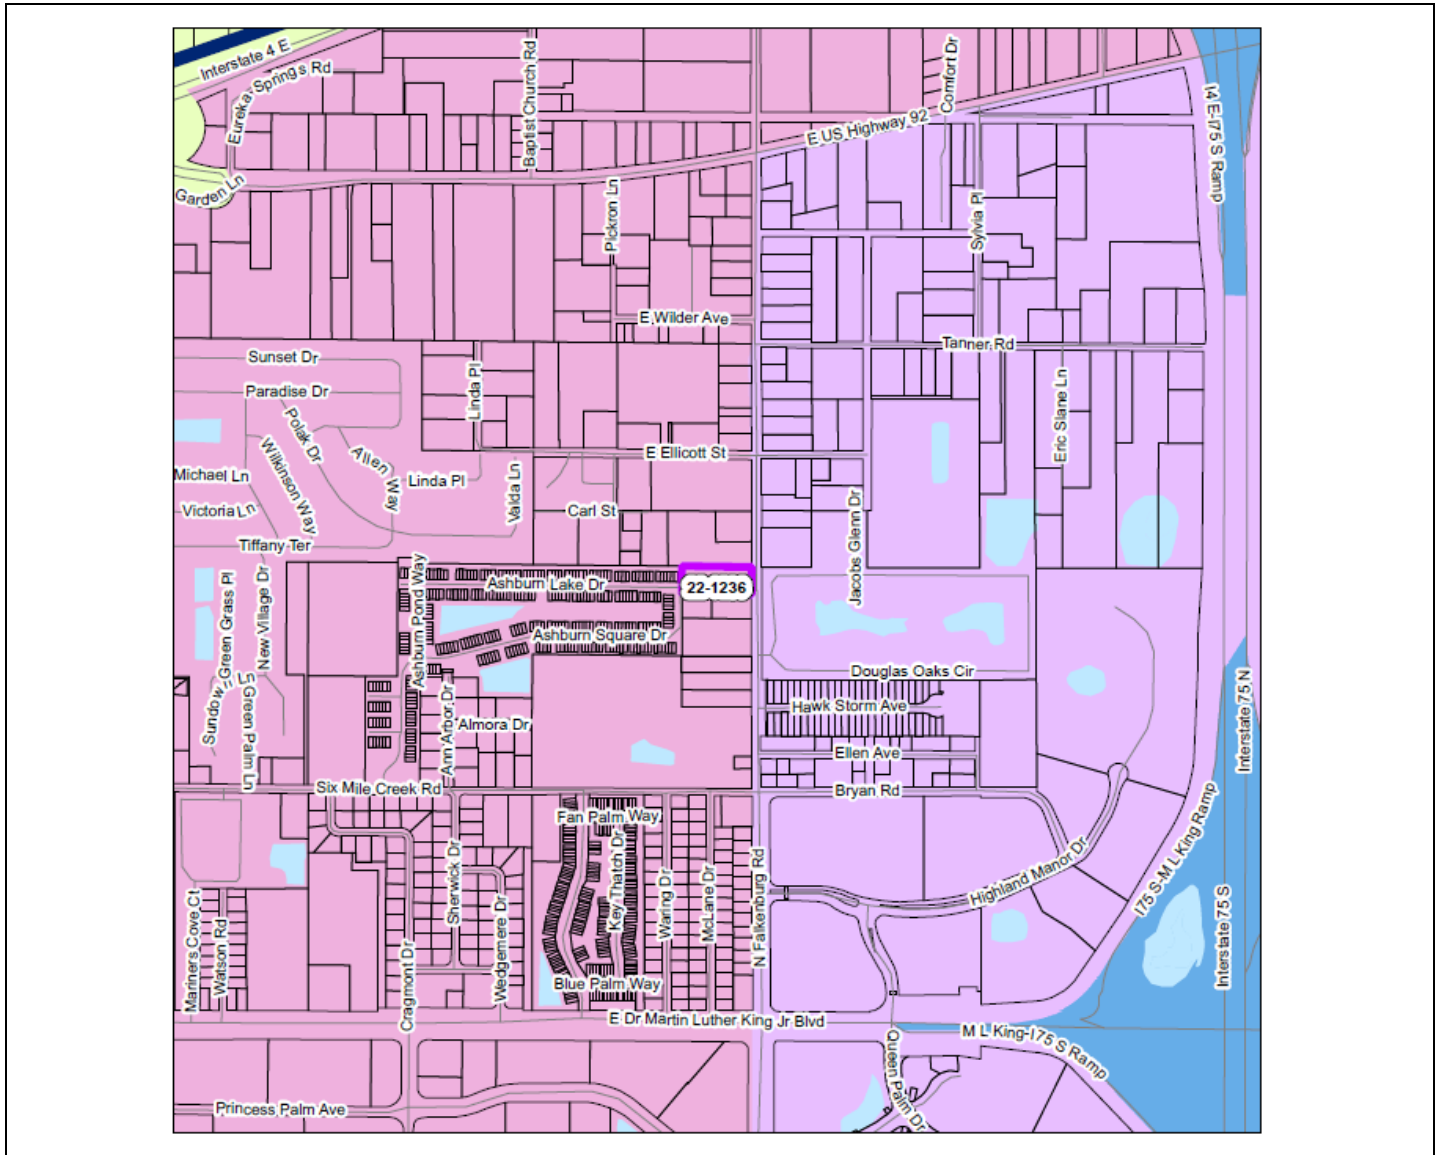 Interstate 4 E
Eureka Springs Rd
Baptist Church Rd
Comfort Dr
E US Highway 92
I4 E-I75 S Ramp
Garden Ln
Pickron Ln
Sylvia Pl
E Wilder Ave
Tanner Rd
Sunset Dr
Paradise Dr
Linda Pl
Polak Dr
Wilkinson Way
Allen Way
Eric Slane Ln
E Ellicott St
Michael Ln
Linda Pl
Valda Ln
Victoria Ln
Carl St
Jacobs Glenn Dr
Tiffany Ter
Ashburn Pond Way
Ashburn Lake Dr
22-1236
Green Grass Pl
New Village Dr
Ashburn Square Dr
Douglas Oaks Cir
Sundown Ln
Green Palm Ln
Ann Arbor Dr
Almora Dr
Hawk Storm Ave
Interstate 75 N
Ellen Ave
Six Mile Creek Rd
Bryan Rd
Fan Palm Way
I75 S-M L King Ramp
Sherwick Dr
Key Thatch Dr
Waring Dr
McLane Dr
N Falkenburg Rd
Highland Manor Dr
Mariners Cove Ct
Watson Rd
Cragmont Dr
Wedgemere Dr
Interstate 75 S
Blue Palm Way
E Dr Martin Luther King Jr Blvd
M L King-I75 S Ramp
Queen Palm Dr
Princess Palm Ave